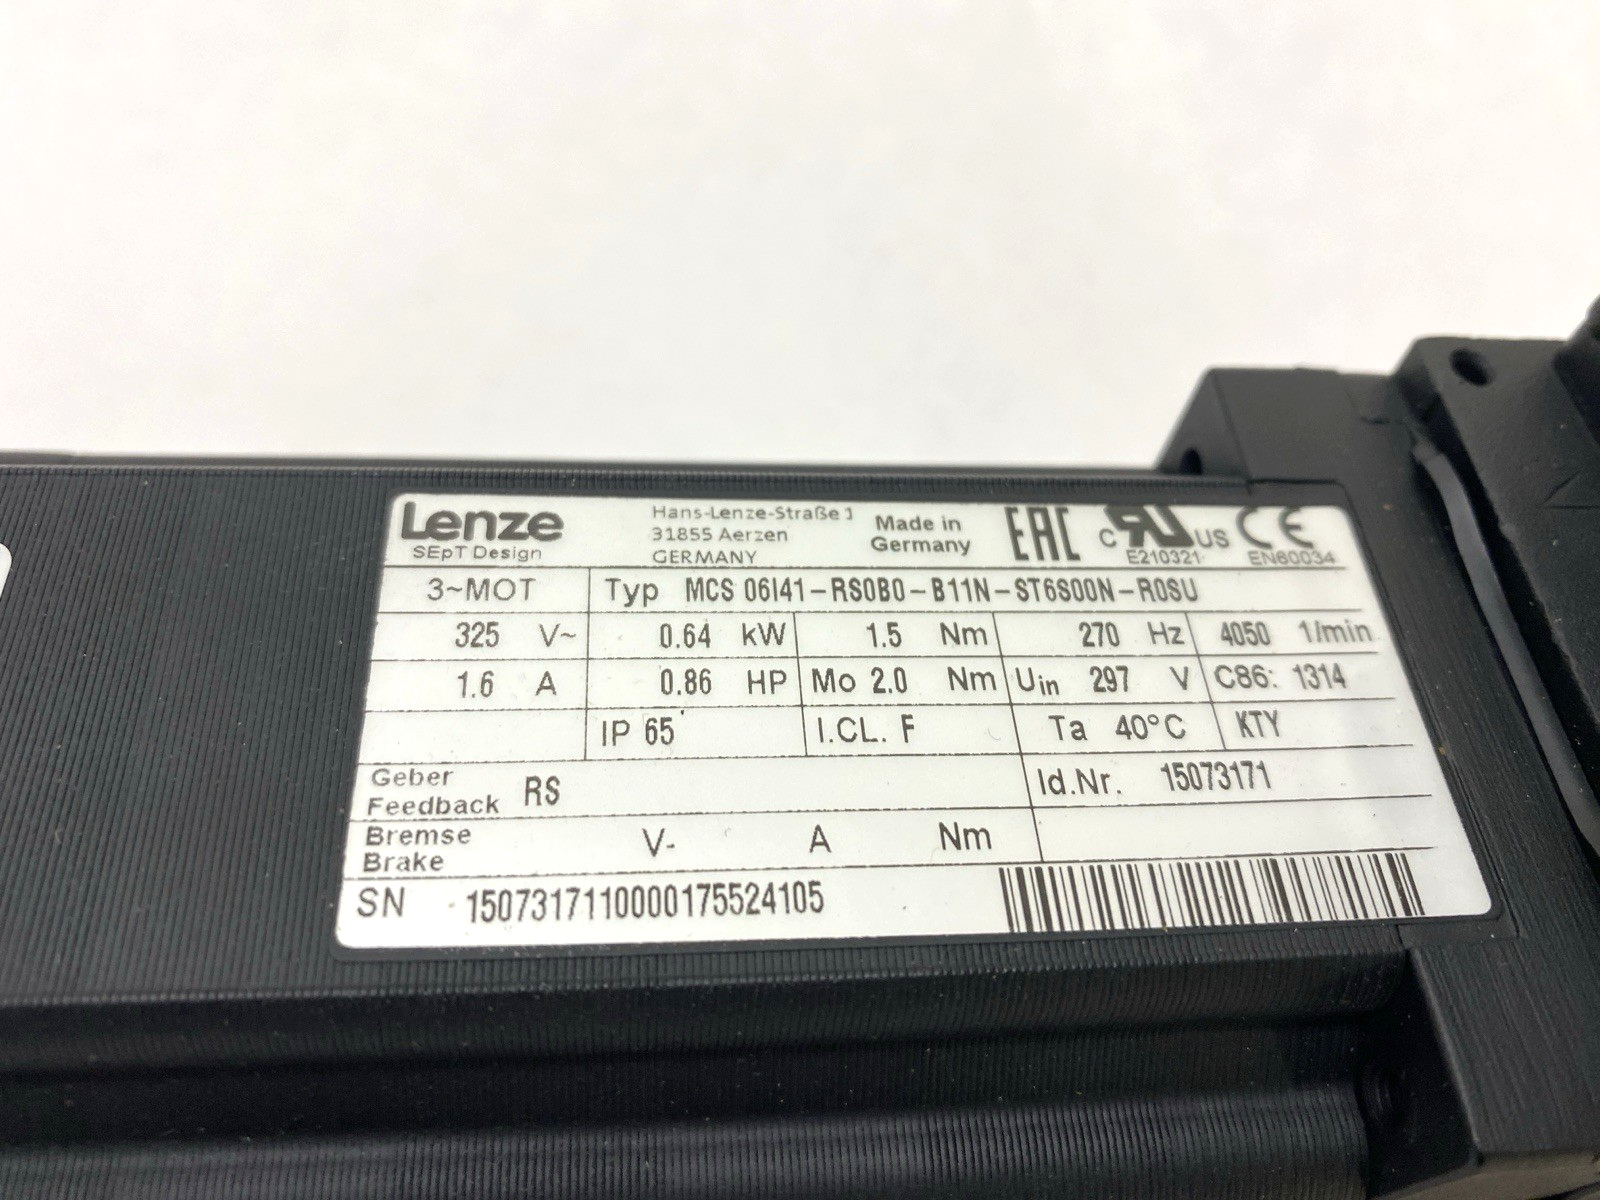 Lenze
SEpT Design
Hans-Lenze-Straße 1
31855 Aerzen
GERMANY
Made in
Germany
EAC
c RU US
E210321
CE
EN60034
3~MOT Typ MCS 06I41-RS0B0-B11N-ST6S00N-R0SU
325 V~ 0.64 kW 1.5 Nm 270 Hz 4050 1/min
1.6 A 0.86 HP Mo 2.0 Nm Uin 297 V C86: 1314
IP 65 I.CL. F Ta 40°C KTY
Geber
Feedback RS
Id.Nr. 15073171
Bremse
Brake V- A Nm
SN 1507317110000175524105